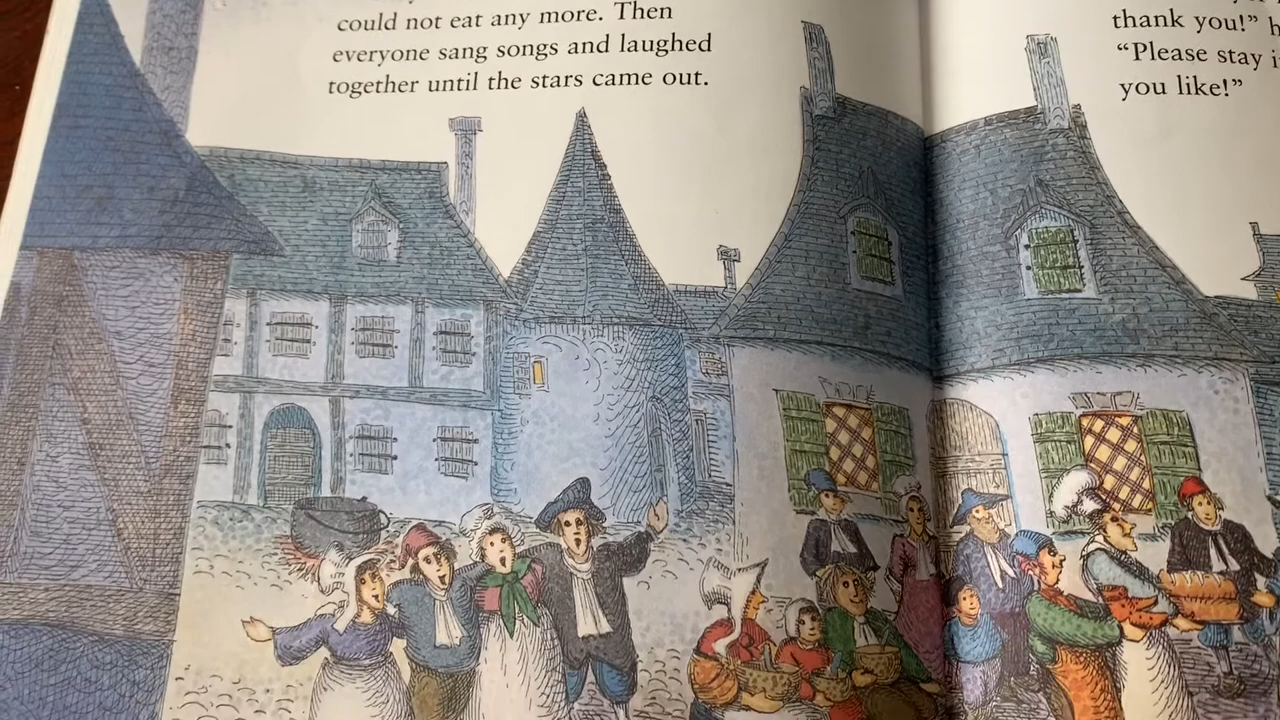 could not eat any more. Then
everyone sang songs and laughed
together until the stars came out.
thank you!”
“Please stay
you like!”